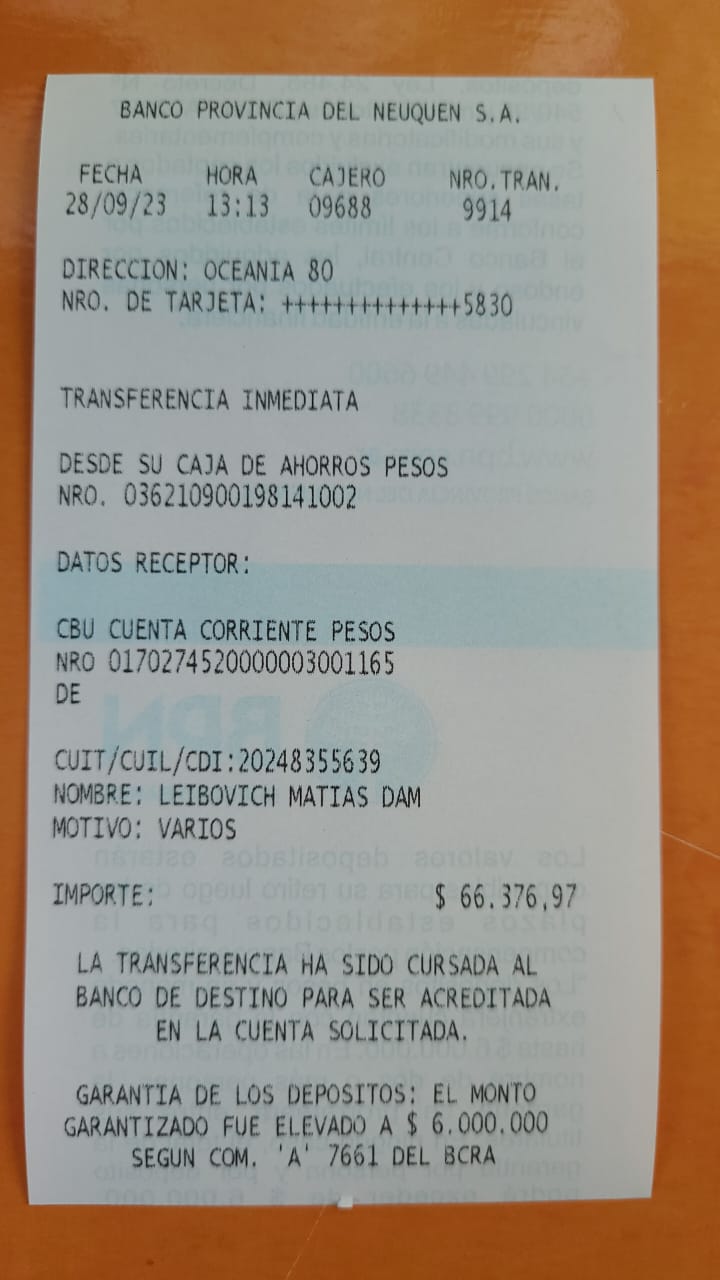 BANCO PROVINCIA DEL NEUQUEN S.A.
FECHA HORA CAJERO NRO.TRAN.
28/09/23 13:13 09688 9914
DIRECCION: OCEANIA 80
NRO. DE TARJETA: ++++++++++++++5830
TRANSFERENCIA INMEDIATA
DESDE SU CAJA DE AHORROS PESOS
NRO. 036210900198141002
DATOS RECEPTOR:
CBU CUENTA CORRIENTE PESOS
NRO 0170274520000003001165
DE
CUIT/CUIL/CDI:20248355639
NOMBRE: LEIBOVICH MATIAS DAM
MOTIVO: VARIOS
IMPORTE: $ 66.376,97
LA TRANSFERENCIA HA SIDO CURSADA AL
BANCO DE DESTINO PARA SER ACREDITADA
EN LA CUENTA SOLICITADA.
GARANTIA DE LOS DEPOSITOS: EL MONTO
GARANTIZADO FUE ELEVADO A $ 6.000.000
SEGUN COM. 'A' 7661 DEL BCRA